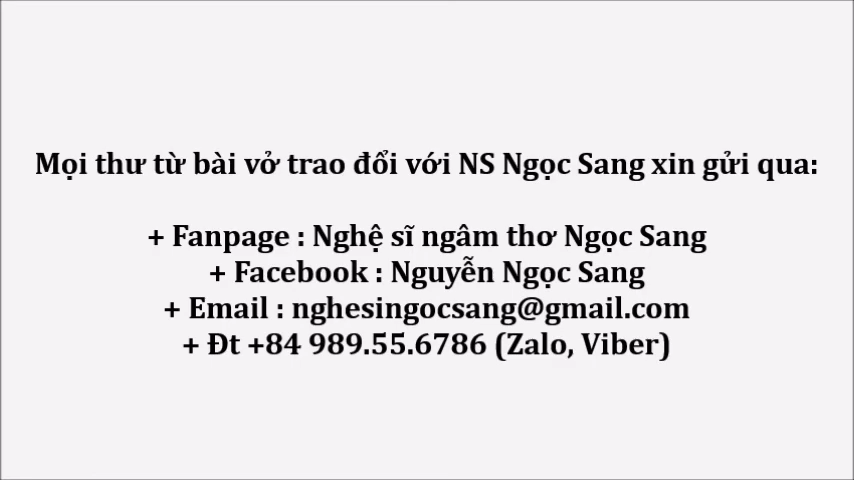 Mọi thư từ bài vở trao đổi với NS Ngọc Sang xin gửi qua:
+ Fanpage : Nghệ sĩ ngâm thơ Ngọc Sang
+ Facebook : Nguyễn Ngọc Sang
+ Email : nghesingocsang@gmail.com
+ Đt +84 989.55.6786 (Zalo, Viber)